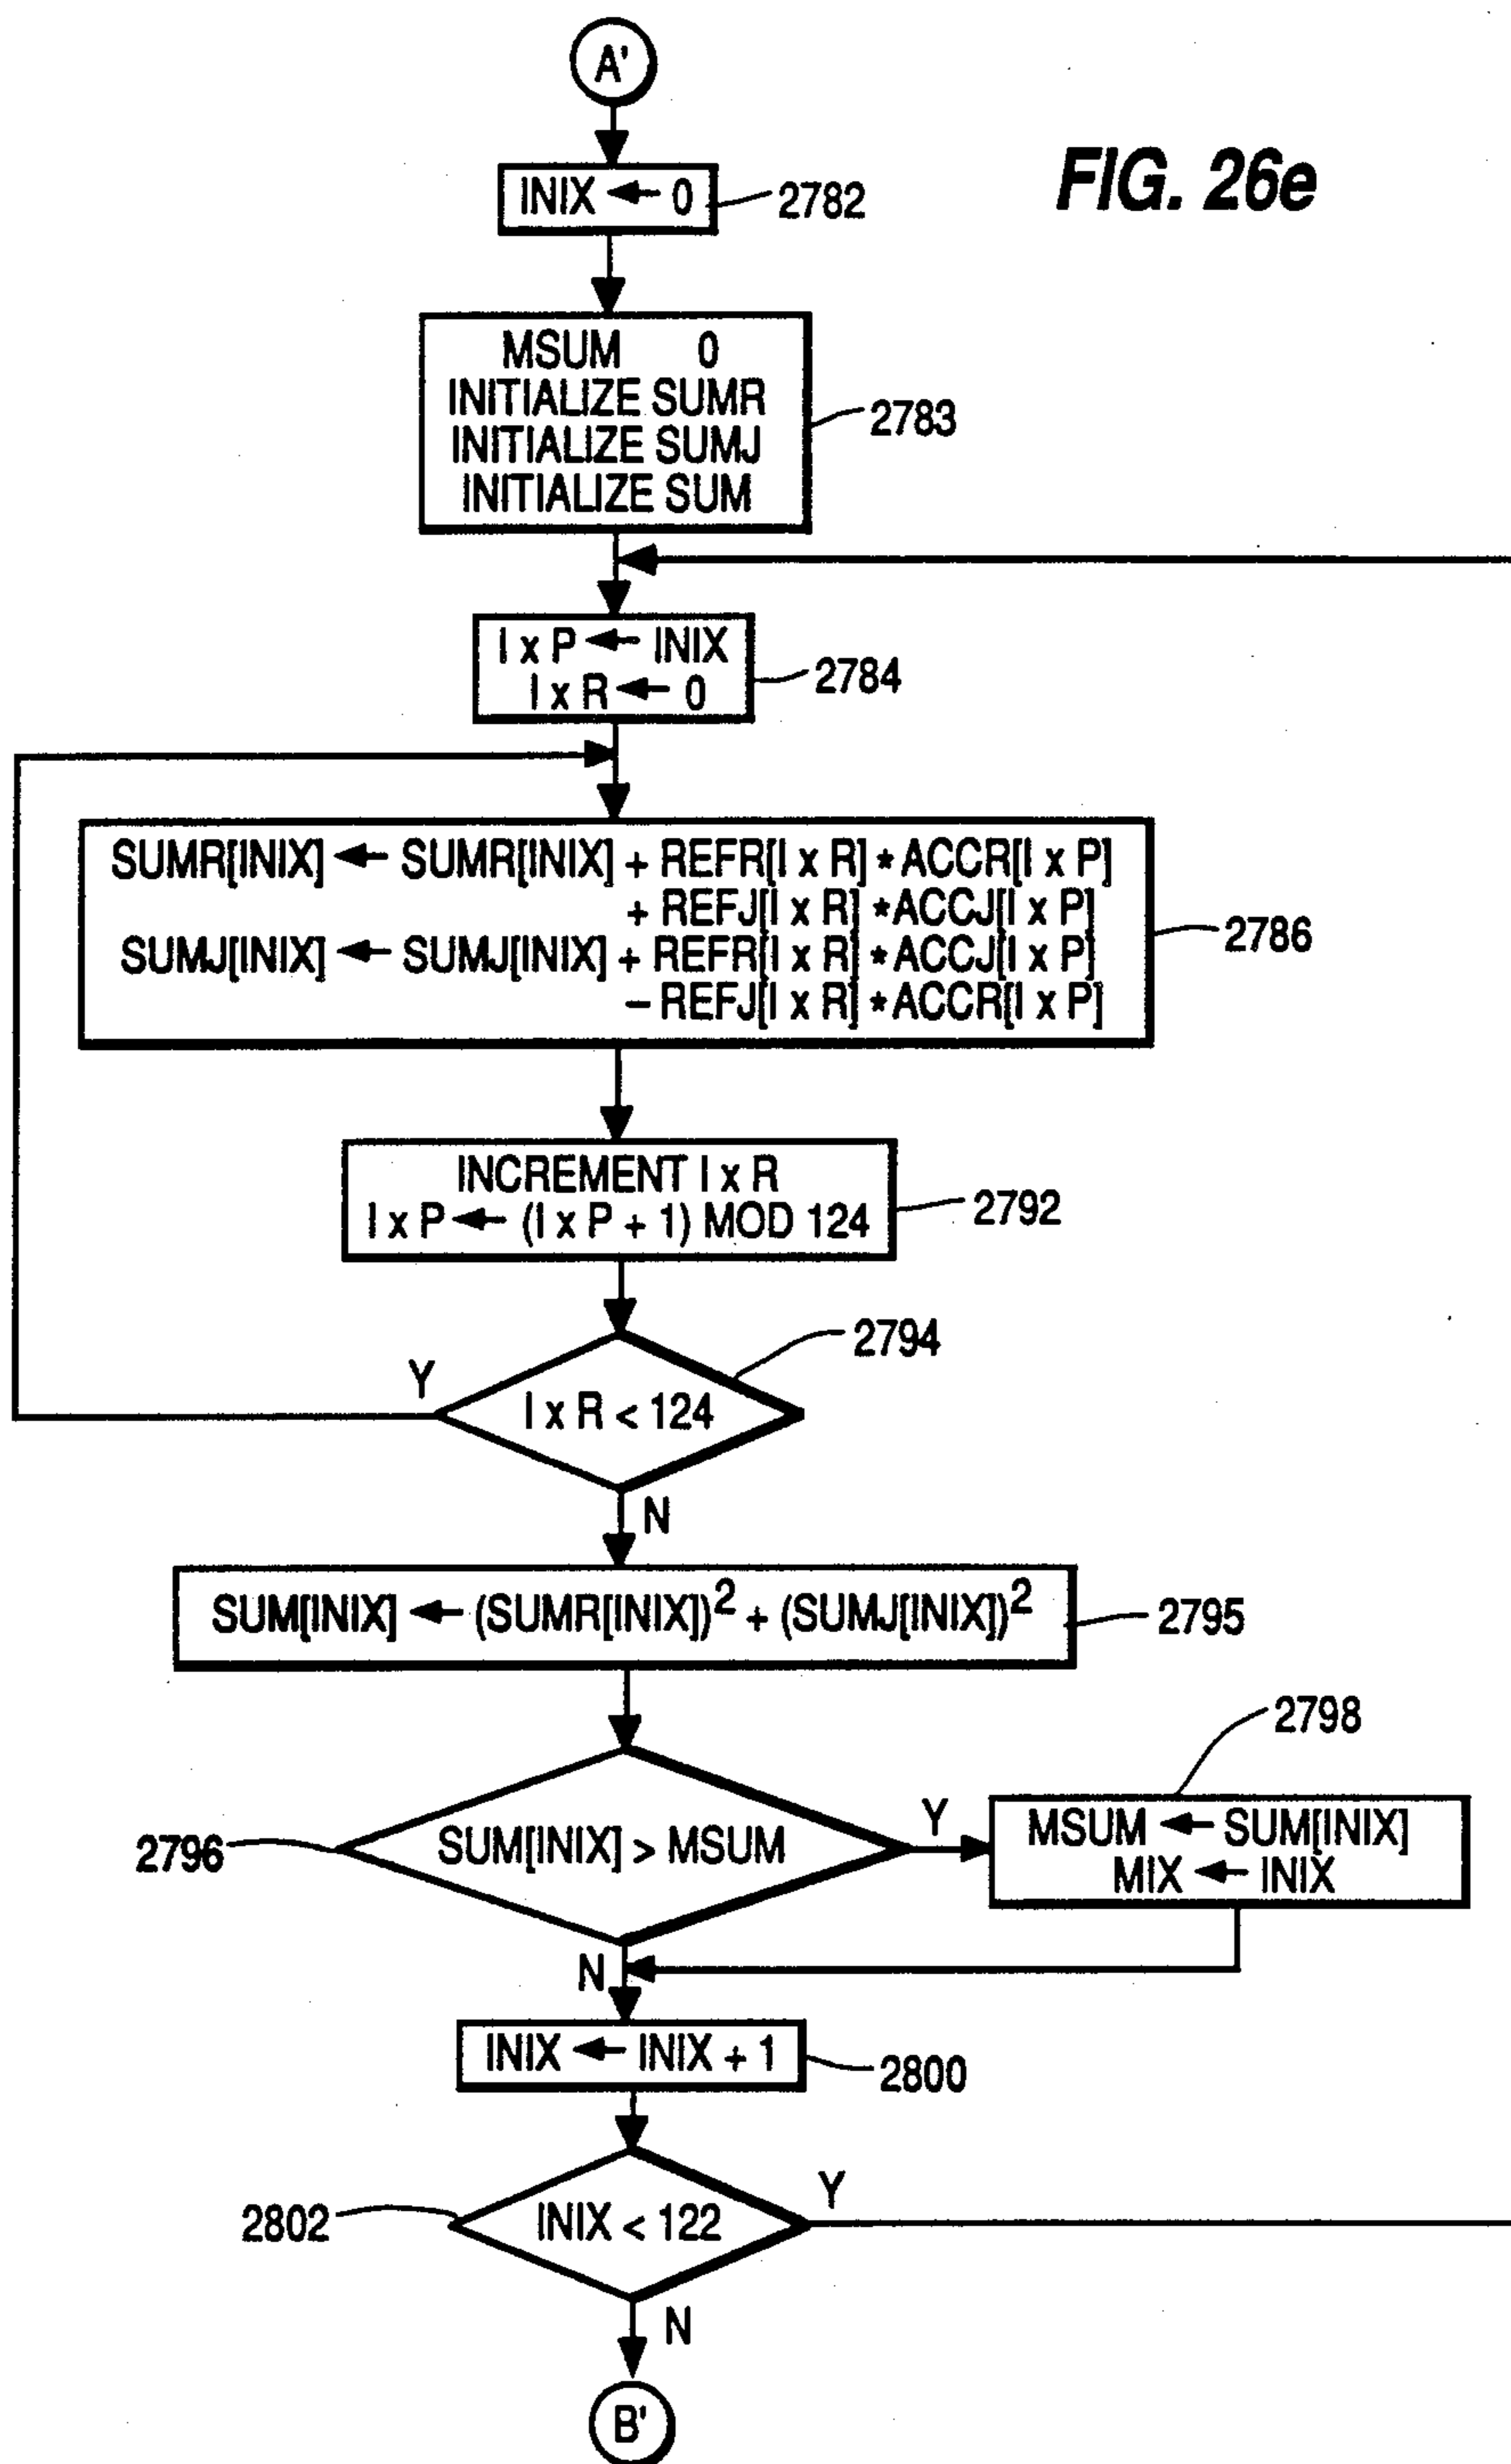 A'
FIG. 26e
INIX ← 0
2782
MSUM 0
INITIALIZE SUMR
INITIALIZE SUMJ
INITIALIZE SUM
2783
I x P ← INIX
I x R ← 0
2784
SUMR[INIX] ← SUMR[INIX] + REFR[I x R] * ACCR[I x P]
+ REFJ[I x R] * ACCJ[I x P]
SUMJ[INIX] ← SUMJ[INIX] + REFR[I x R] * ACCJ[I x P]
− REFJ[I x R] * ACCR[I x P]
2786
INCREMENT I x R
I x P ← (I x P + 1) MOD 124
2792
2794
Y
I x R < 124
N
SUM[INIX] ← (SUMR[INIX])² + (SUMJ[INIX])²
2795
2798
2796
SUM[INIX] > MSUM
Y
MSUM ← SUM[INIX]
MIX ← INIX
N
INIX ← INIX + 1
2800
2802
INIX < 122
Y
N
B'